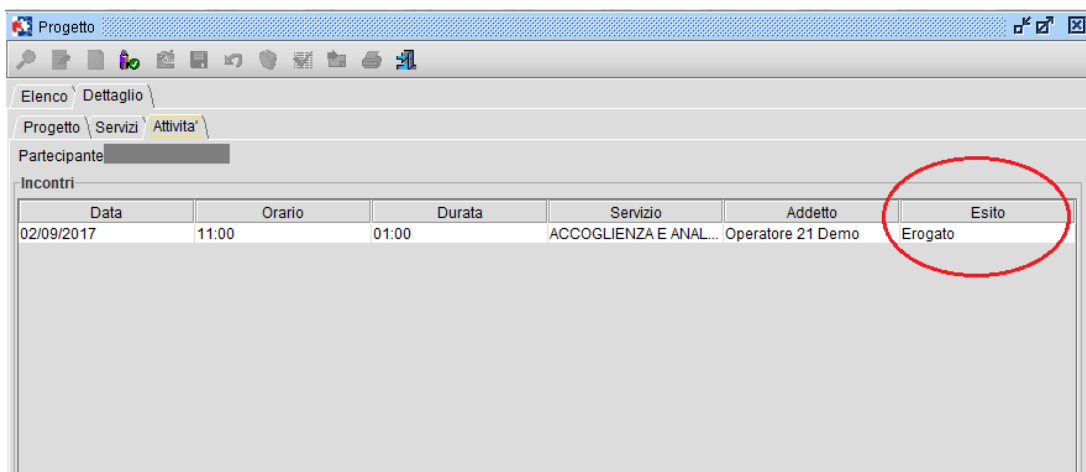 Progetto
Elenco Dettaglio
Progetto Servizi Attivita'
Partecipante
Incontri
Data Orario Durata Servizio Addetto Esito
02/09/2017 11:00 01:00 ACCOGLIENZA E ANAL... Operatore 21 Demo Erogato